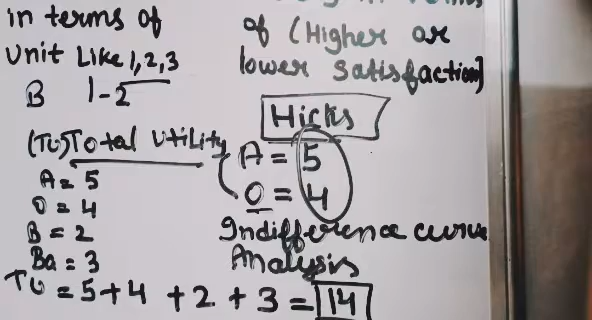 in terms of
Unit Like 1,2,3
B 1-2
(TU)Total Utility
A = 5
O = 4
B = 2
Ba = 3
TU = 5+4 +2 + 3 = 14
of (Higher or
lower Satisfaction)
Hicks
A = 5
O = 4
Indifference curve
Analysis